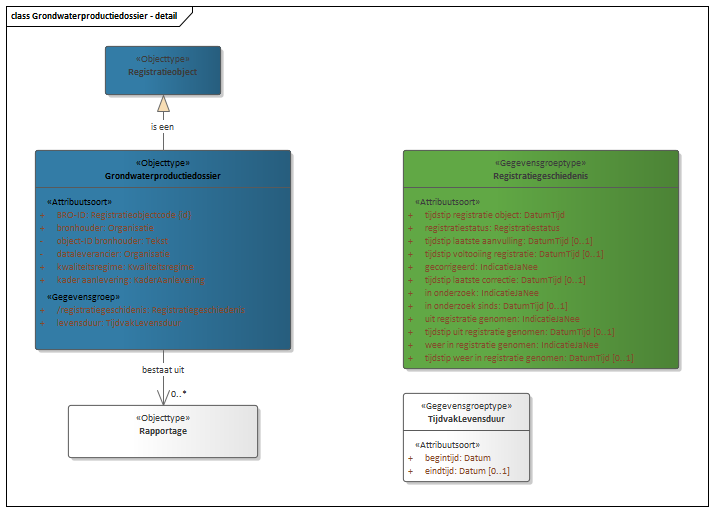 class Grondwaterproductiedossier - detail
«Objecttype»
Registratieobject
is een
«Objecttype»
Grondwaterproductiedossier
«Attribuutsoort»
+ BRO-ID: Registratieobjectcode {id}
+ bronhouder: Organisatie
- object-ID bronhouder: Tekst
- dataleverancier: Organisatie
+ kwaliteitsregime: Kwaliteitsregime
+ kader aanlevering: KaderAanlevering
«Gegevensgroep»
+ /registratiegeschiedenis: Registratiegeschiedenis
+ levensduur: TijdvakLevensduur
bestaat uit
/0..*
«Objecttype»
Rapportage
«Gegevensgroeptype»
Registratiegeschiedenis
«Attribuutsoort»
+ tijdstip registratie object: DatumTijd
+ registratiestatus: Registratiestatus
+ tijdstip laatste aanvulling: DatumTijd [0..1]
+ tijdstip voltooiing registratie: DatumTijd [0..1]
+ gecorrigeerd: IndicatieJaNee
+ tijdstip laatste correctie: DatumTijd [0..1]
+ in onderzoek: IndicatieJaNee
+ in onderzoek sinds: DatumTijd [0..1]
+ uit registratie genomen: IndicatieJaNee
+ tijdstip uit registratie genomen: DatumTijd [0..1]
+ weer in registratie genomen: IndicatieJaNee
+ tijdstip weer in registratie genomen: DatumTijd [0..1]
«Gegevensgroeptype»
TijdvakLevensduur
«Attribuutsoort»
+ begintijd: Datum
+ eindtijd: Datum [0..1]